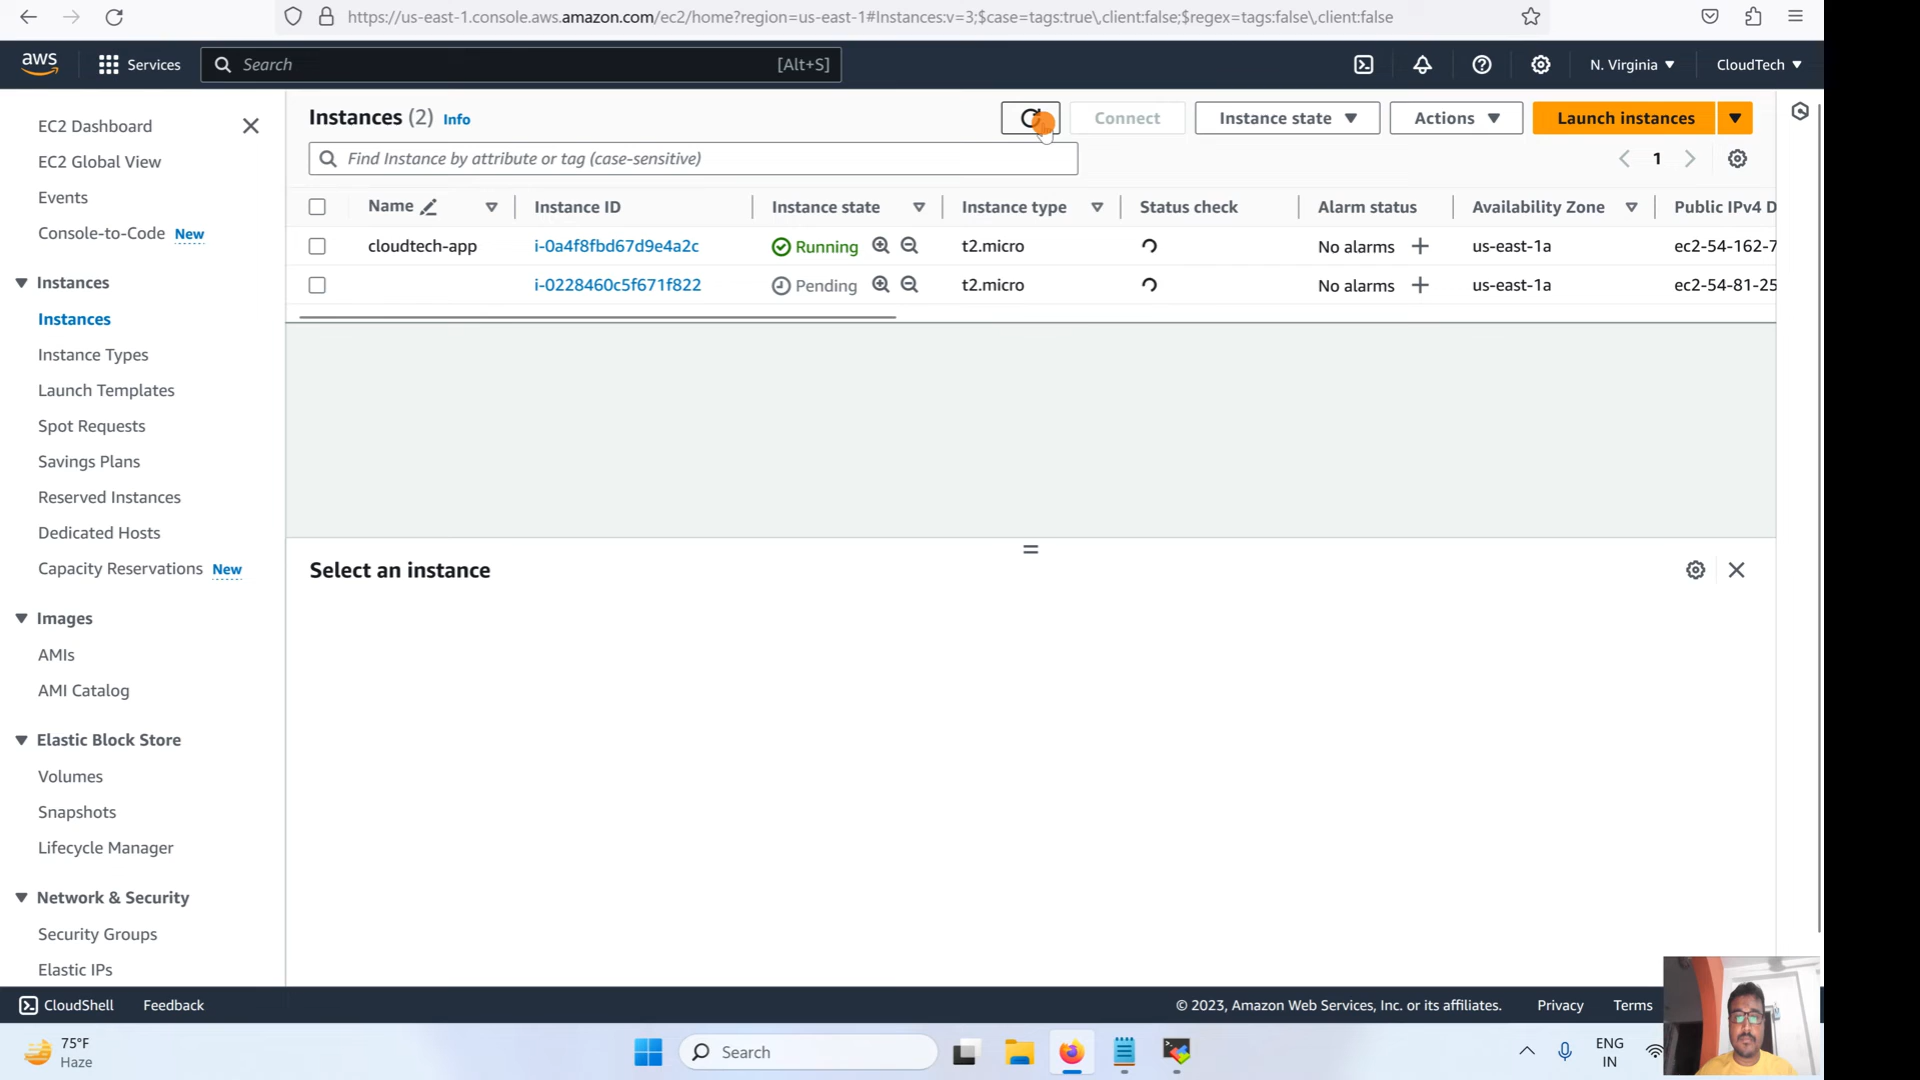 https://us-east-1.console.aws.amazon.com/ec2/home?region=us-east-1#Instances:v=3;$case=tags:true\,client:false;$regex=tags:false\,client:false
aws
Services
Search [Alt+S]
N. Virginia
CloudTech
EC2 Dashboard
EC2 Global View
Events
Console-to-Code New
Instances
Instances
Instance Types
Launch Templates
Spot Requests
Savings Plans
Reserved Instances
Dedicated Hosts
Capacity Reservations New
Images
AMIs
AMI Catalog
Elastic Block Store
Volumes
Snapshots
Lifecycle Manager
Network & Security
Security Groups
Elastic IPs
Instances (2) Info
Connect
Instance state
Actions
Launch instances
Find Instance by attribute or tag (case-sensitive)
1
Name Instance ID Instance state Instance type Status check Alarm status Availability Zone Public IPv4 D
cloudtech-app i-0a4f8fbd67d9e4a2c Running t2.micro No alarms us-east-1a ec2-54-162-7
i-0228460c5f671f822 Pending t2.micro No alarms us-east-1a ec2-54-81-25
Select an instance
CloudShell
Feedback
© 2023, Amazon Web Services, Inc. or its affiliates.
Privacy
Terms
75°F
Haze
Search
ENG
IN